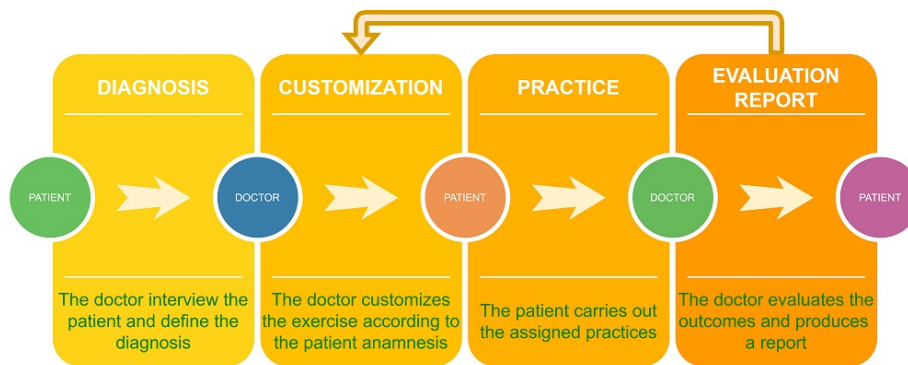 DIAGNOSIS
CUSTOMIZATION
PRACTICE
EVALUATION
REPORT
PATIENT
DOCTOR
PATIENT
DOCTOR
PATIENT
The doctor interview the
patient and define the
diagnosis
The doctor customizes
the exercise according to
the patient anamnesis
The patient carries out
the assigned practices
The doctor evaluates the
outcomes and produces
a report